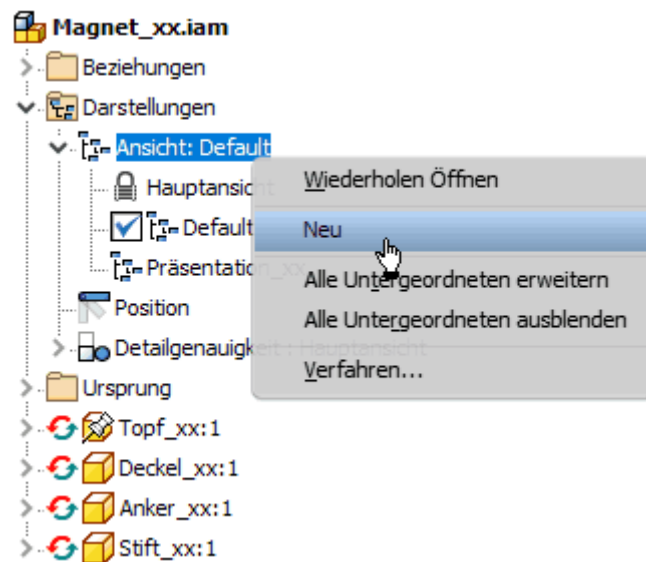 Magnet_xx.iam
Beziehungen
Darstellungen
Ansicht: Default
Wiederholen Öffnen
Hauptansicht
Neu
Default
Präsentation_xx
Alle Untergeordneten erweitern
Position
Alle Untergeordneten ausblenden
Detailgenauigkeit : Hauptansicht
Verfahren...
Ursprung
Topf_xx:1
Deckel_xx:1
Anker_xx:1
Stift_xx:1